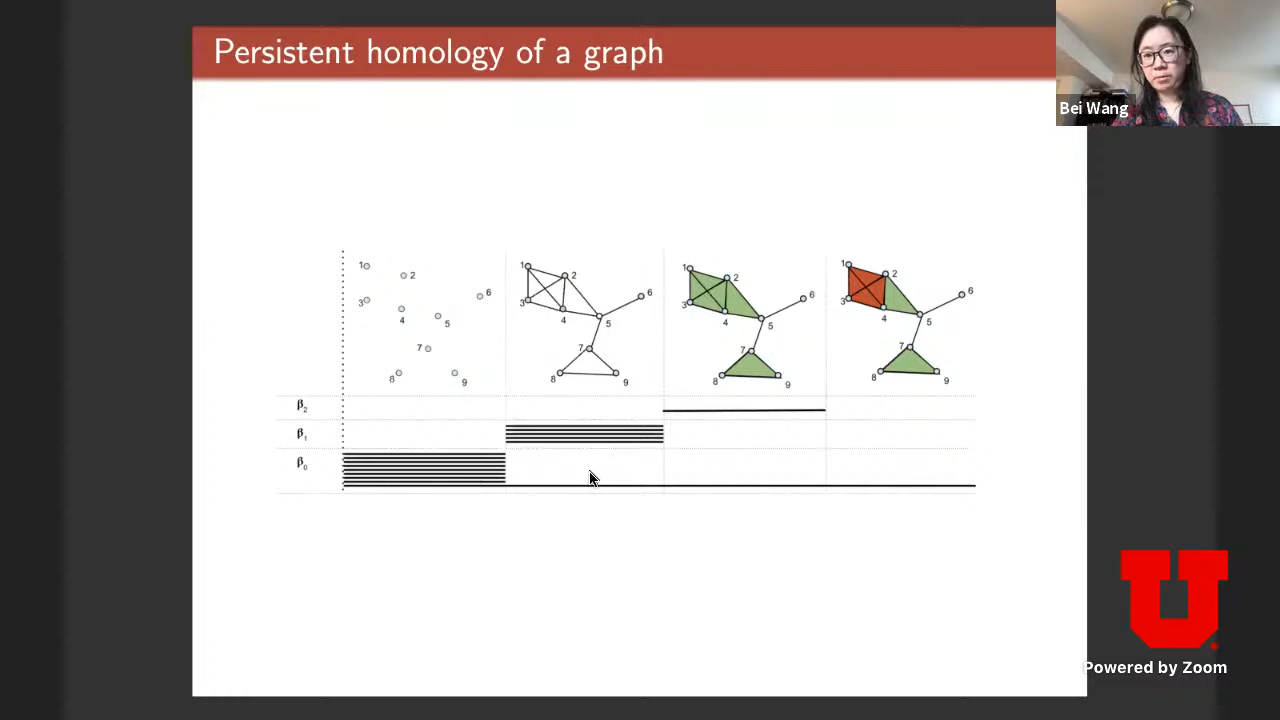 Persistent homology of a graph
Bei Wang
1 2 3 4 5 6 7 8 9
1 2 3 4 5 6 7 8 9
1 2 3 4 5 6 7 8 9
1 2 3 4 5 6 7 8 9
β₂
β₁
β₀
U
Powered by Zoom